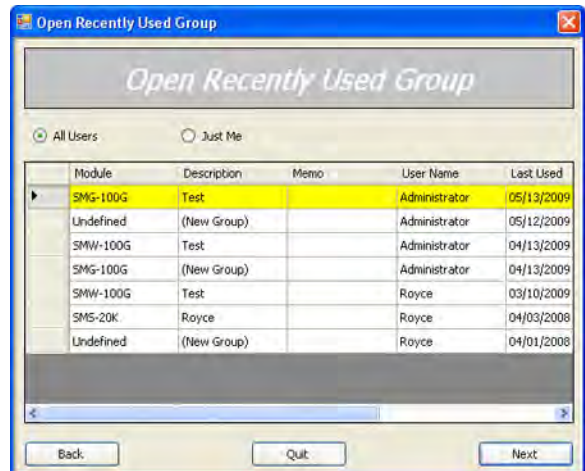 Open Recently Used Group
Open Recently Used Group
All Users Just Me
Module Description Memo User Name Last Used
SMG-100G Test Administrator 05/13/2009
Undefined (New Group) Administrator 05/12/2009
SMW-100G Test Administrator 04/13/2009
SMG-100G (New Group) Administrator 04/13/2009
SMW-100G Test Royce 03/10/2009
SMS-20K Royce Royce 04/03/2008
Undefined (New Group) Royce 04/01/2008
Back Quit Next